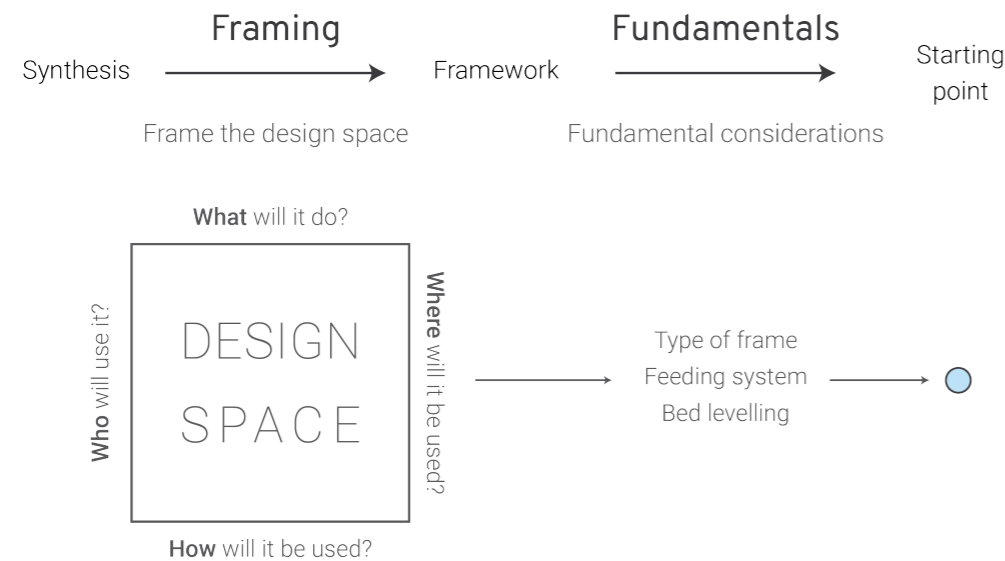 Framing
Fundamentals
Synthesis
Framework
Starting
point
Frame the design space
Fundamental considerations
What will it do?
Who will use it?
DESIGN
SPACE
Where will it be used?
How will it be used?
Type of frame
Feeding system
Bed levelling